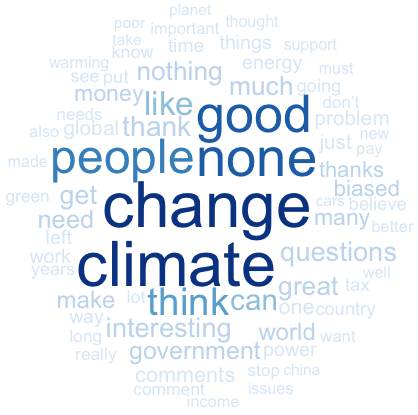 planet
poor important thought
take
know time things support
warming nothing energy must
see put much going
money like good don't
needs problem
also global thank just new
pay
made people none thanks
biased
green get change cars believe
need many better
left
work climate questions
years well
make lot think can great tax
way one country
long interesting world want
really government power
comments stop china
comment issues
income